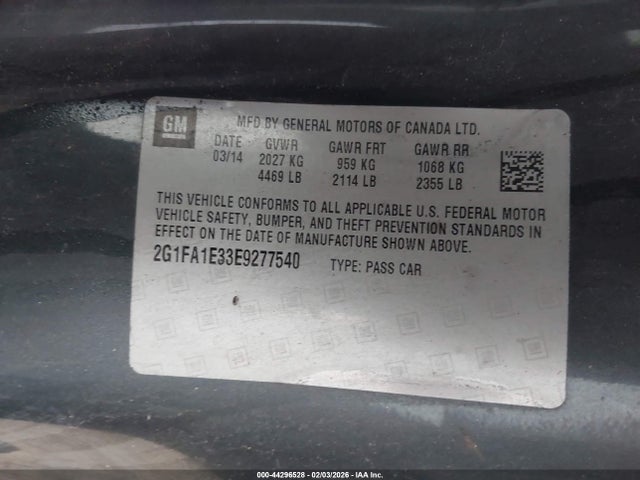 GM
MFD BY GENERAL MOTORS OF CANADA LTD.
DATE GVWR GAWR FRT GAWR RR
03/14 2027 KG 959 KG 1068 KG
4469 LB 2114 LB 2355 LB
THIS VEHICLE CONFORMS TO ALL APPLICABLE U.S. FEDERAL MOTOR
VEHICLE SAFETY, BUMPER, AND THEFT PREVENTION STANDARDS IN
EFFECT ON THE DATE OF MANUFACTURE SHOWN ABOVE.
2G1FA1E33E9277540 TYPE: PASS CAR
000-44296528 - 02/03/2026 - IAA Inc.